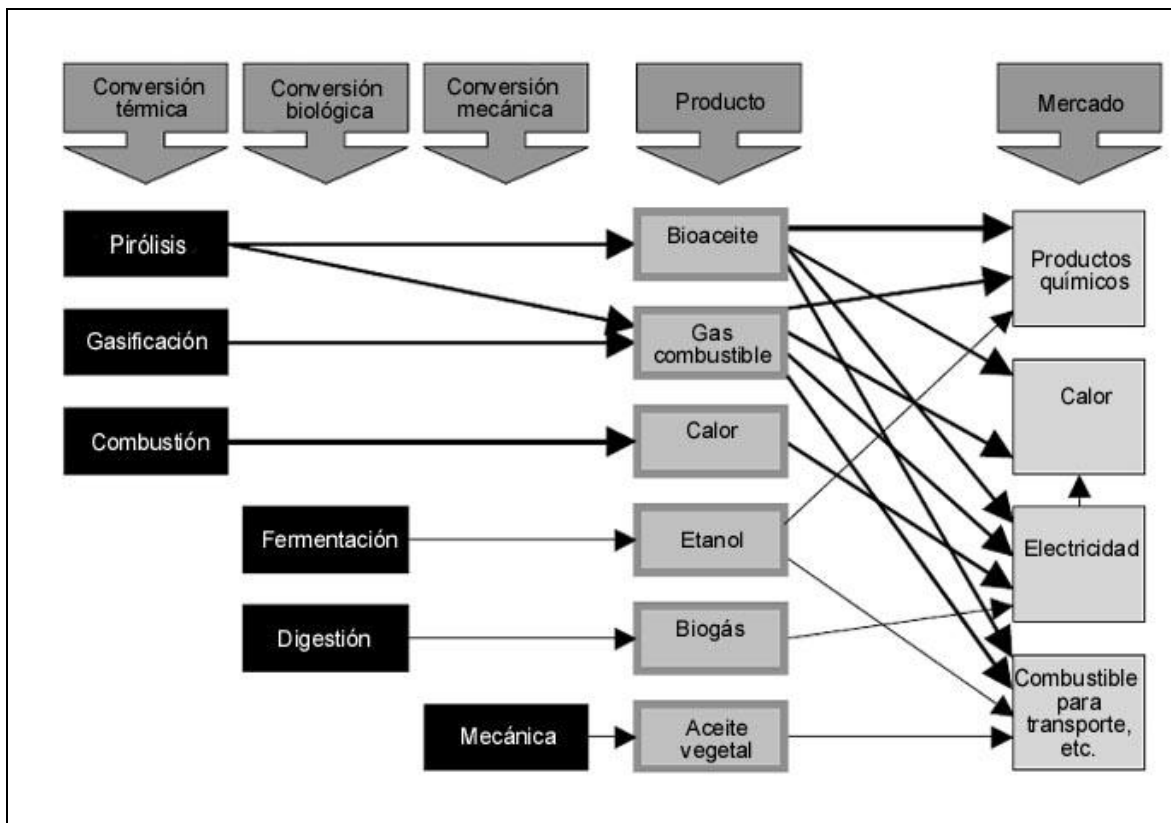 Conversión
térmica
Conversión
biológica
Conversión
mecánica
Producto
Mercado
Pirólisis
Gasificación
Combustión
Fermentación
Digestión
Mecánica
Bioaceite
Gas
combustible
Calor
Etanol
Biogás
Aceite
vegetal
Productos
químicos
Calor
Electricidad
Combustible
para
transporte,
etc.